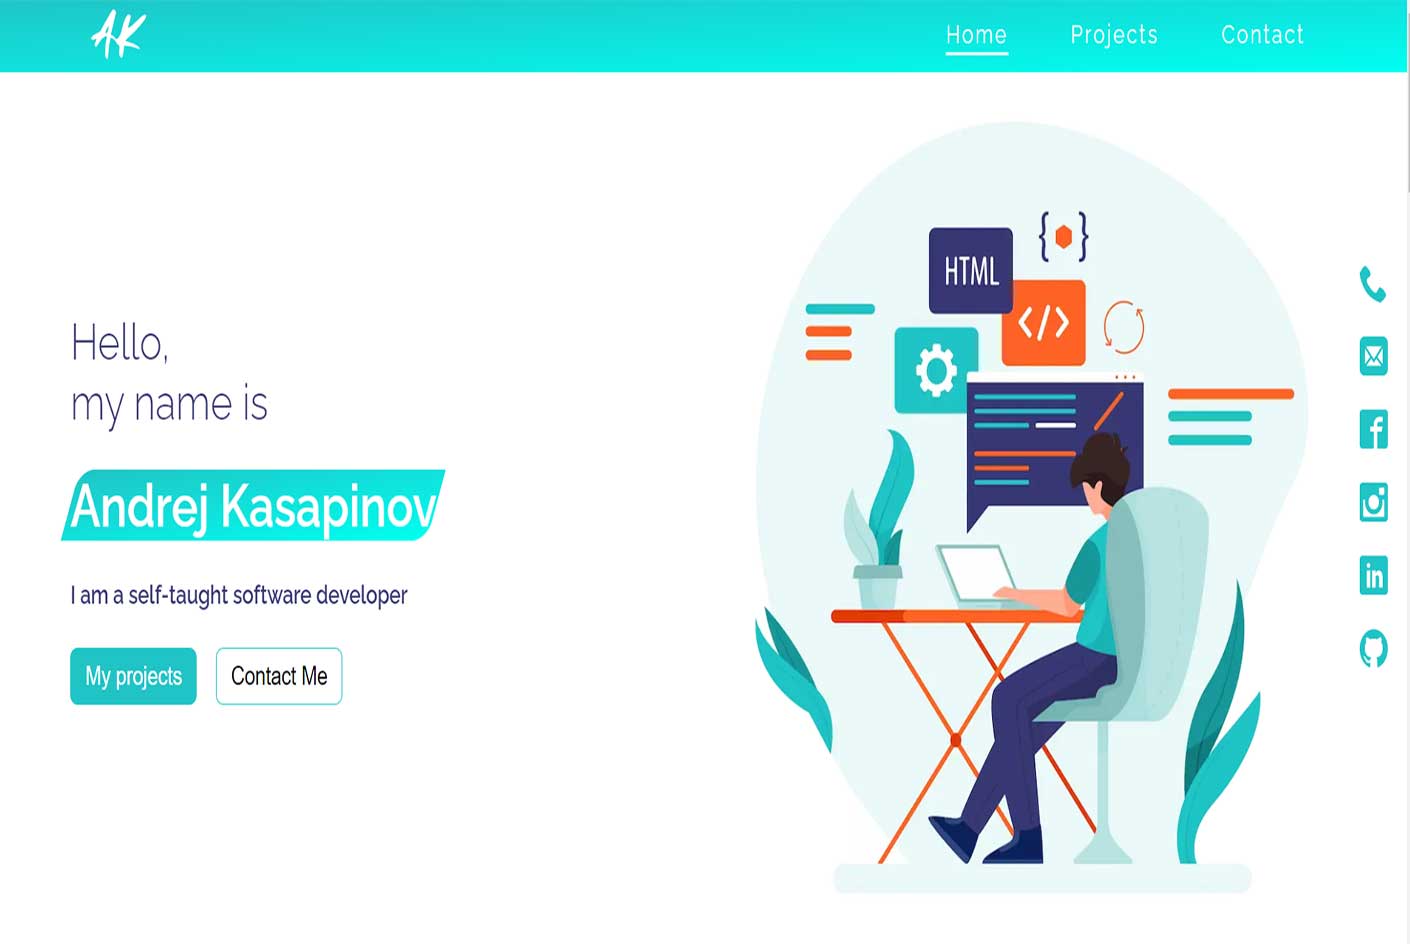 AK
Home
Projects
Contact
HTML
{ }
</>
Hello,
my name is
Andrej Kasapinov
I am a self-taught software developer
My projects
Contact Me
f
in